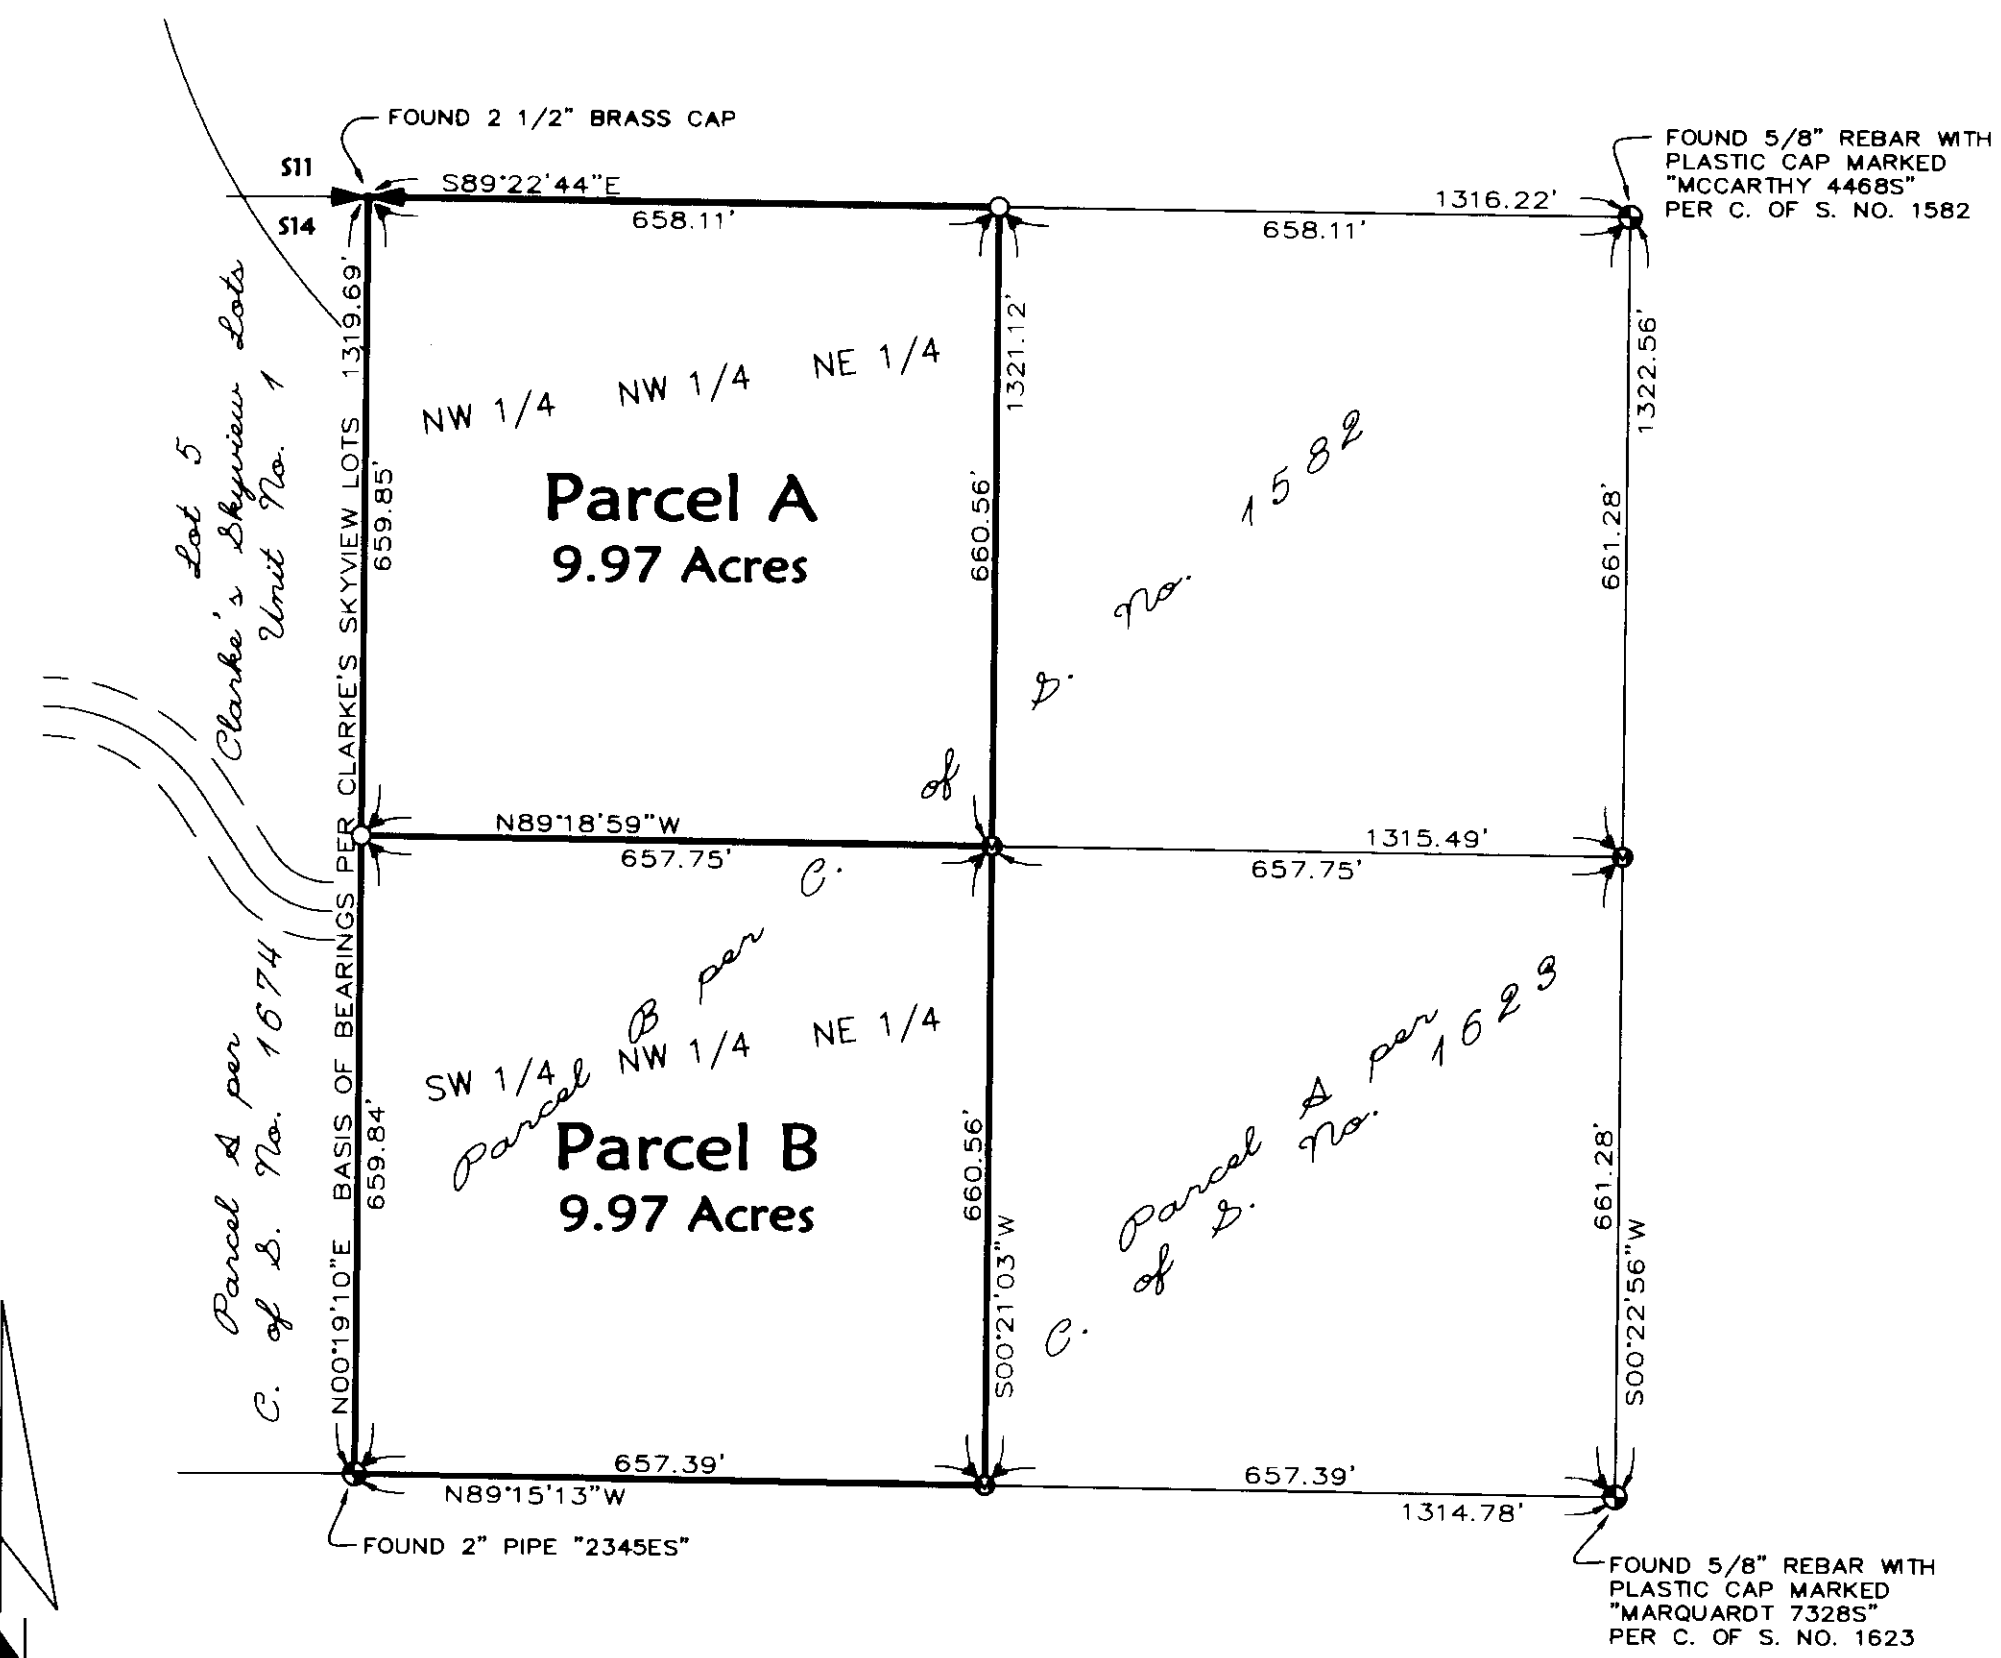 FOUND 2 1/2" BRASS CAP
FOUND 5/8" REBAR WITH
PLASTIC CAP MARKED
"MCCARTHY 4468S"
PER C. OF S. NO. 1582
S11
S14
S89°22'44"E
658.11'
1316.22'
658.11'
Lot 5
Clarke's Skyview Lots
Unit No. 1
N00°19'10"E BASIS OF BEARINGS PER CLARKE'S SKYVIEW LOTS 1319.69'
659.85'
NW 1/4 NW 1/4 NE 1/4
Parcel A
9.97 Acres
1321.12'
660.56'
1322.56'
661.28'
N89°18'59"W
657.75'
1315.49'
657.75'
Parcel B per C. of S. No. 1582
Parcel A per
C. of S. No. 1674
659.84'
SW 1/4 NW 1/4 NE 1/4
Parcel B
9.97 Acres
660.56'
S00°21'03"W
Parcel A per
C. of S. No. 1623
661.28'
S00°22'56"W
657.39'
N89°15'13"W
657.39'
1314.78'
FOUND 2" PIPE "2345ES"
FOUND 5/8" REBAR WITH
PLASTIC CAP MARKED
"MARQUARDT 7328S"
PER C. OF S. NO. 1623